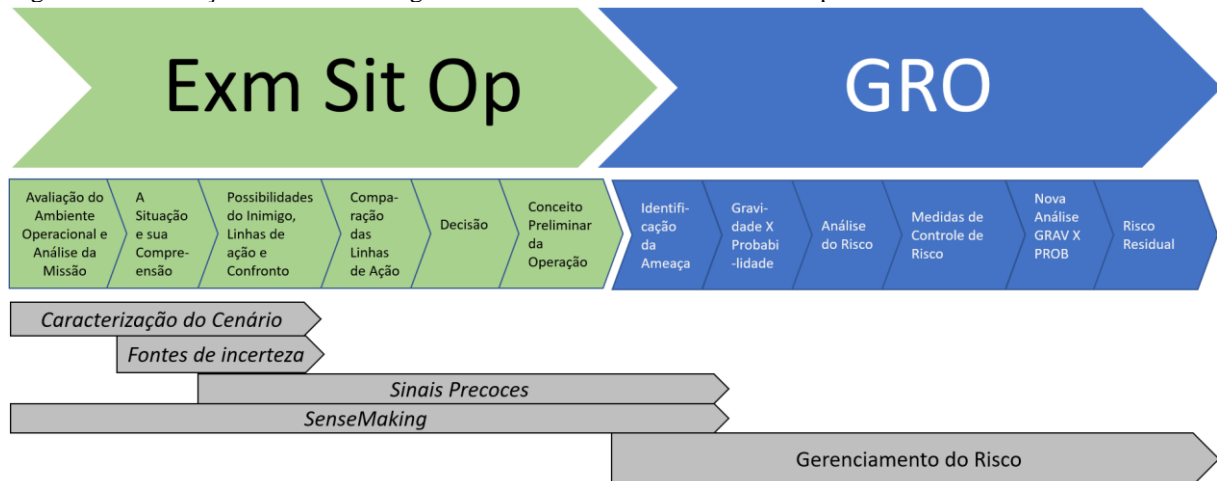 Exm Sit Op
GRO
Avaliação do
Ambiente
Operacional e
Análise da
Missão
A
Situação
e sua
Compre-
ensão
Possibilidades
do Inimigo,
Linhas de
ação e
Confronto
Compa-
ração
das
Linhas
de Ação
Decisão
Conceito
Preliminar
da
Operação
Identifi-
cação
da
Ameaça
Gravi-
dade X
Probabi
-lidade
Análise
do Risco
Medidas de
Controle de
Risco
Nova
Análise
GRAV X
PROB
Risco
Residual
Caracterização do Cenário
Fontes de incerteza
Sinais Precoces
SenseMaking
Gerenciamento do Risco